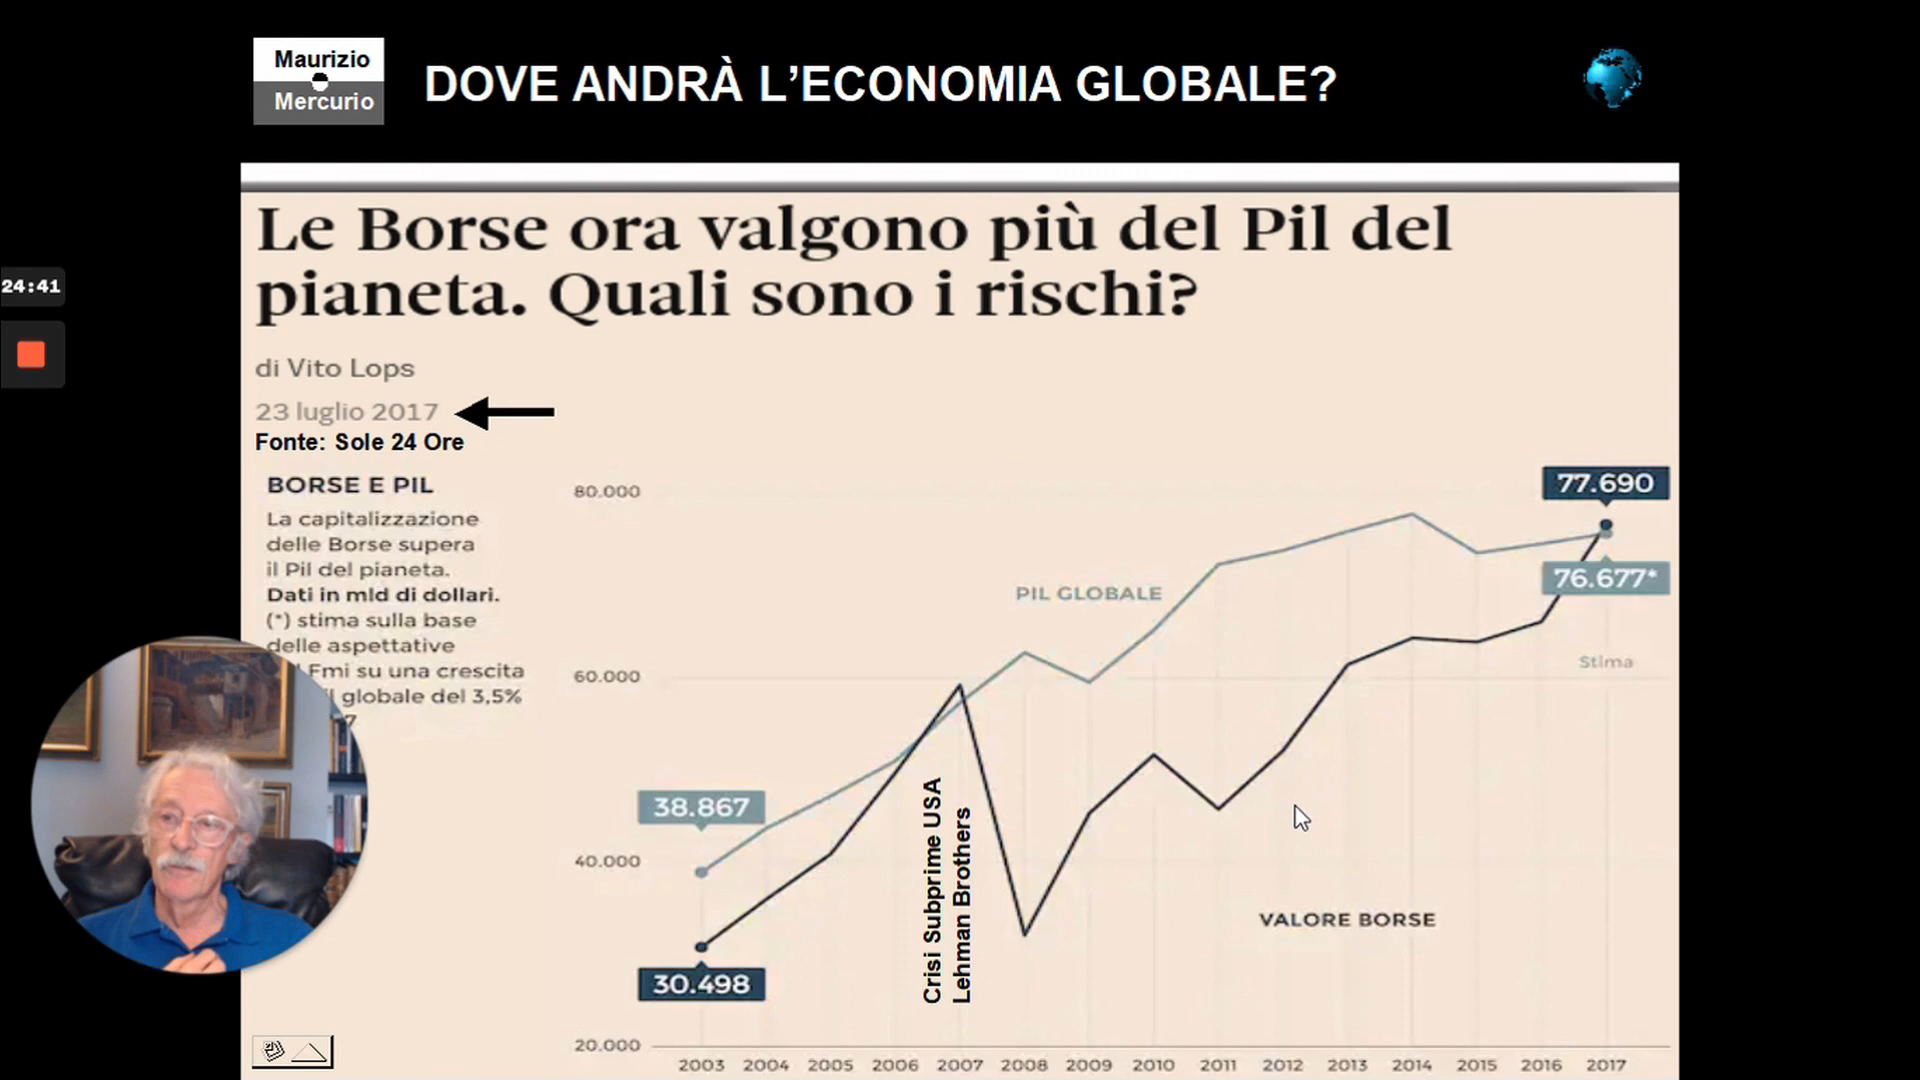 Maurizio
Mercurio
DOVE ANDRÀ L’ECONOMIA GLOBALE?
24:41
Le Borse ora valgono più del Pil del
pianeta. Quali sono i rischi?
di Vito Lops
23 luglio 2017
Fonte: Sole 24 Ore
BORSE E PIL
La capitalizzazione
delle Borse supera
il Pil del pianeta.
Dati in mld di dollari.
(*) stima sulla base
delle aspettative
Fmi su una crescita
globale del 3,5%
80.000
60.000
40.000
20.000
77.690
76.677*
Stima
PIL GLOBALE
38.867
30.498
Crisi Subprime USA
Lehman Brothers
VALORE BORSE
2003 2004 2005 2006 2007 2008 2009 2010 2011 2012 2013 2014 2015 2016 2017